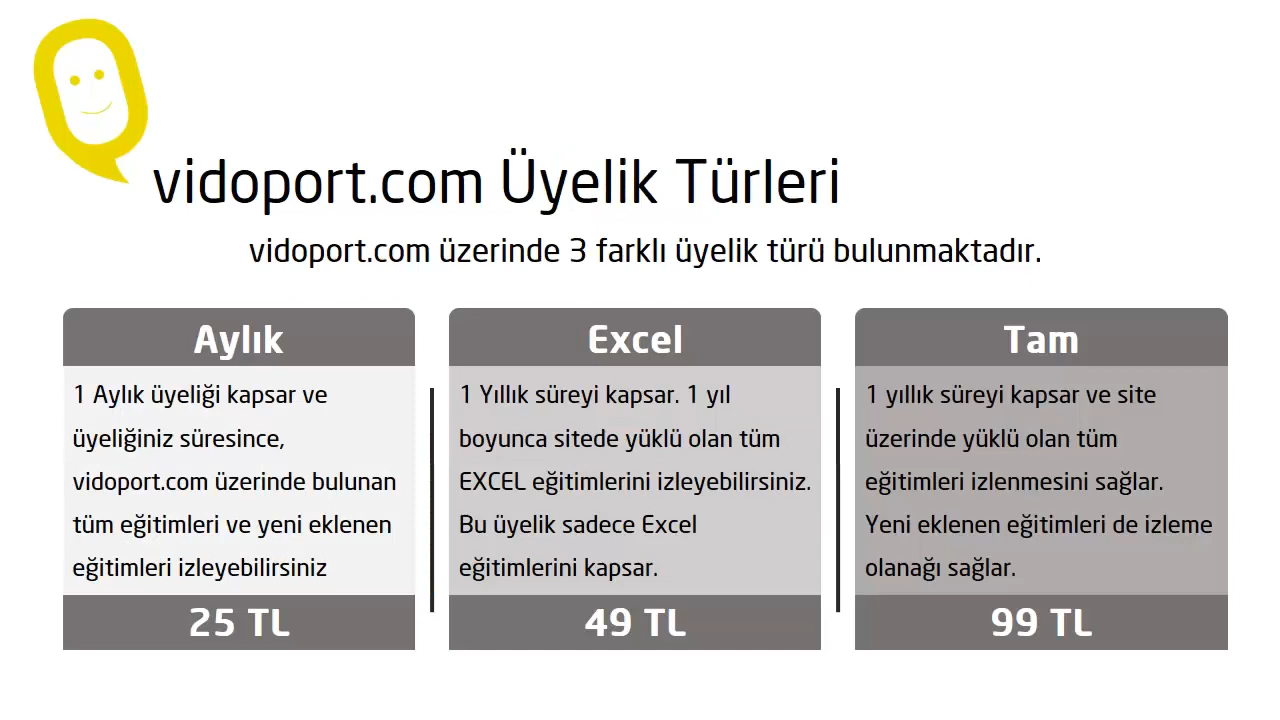 vidoport.com Üyelik Türleri
vidoport.com üzerinde 3 farklı üyelik türü bulunmaktadır.
Aylık
1 Aylık üyeliği kapsar ve
üyeliğiniz süresince,
vidoport.com üzerinde bulunan
tüm eğitimleri ve yeni eklenen
eğitimleri izleyebilirsiniz
25 TL
Excel
1 Yıllık süreyi kapsar. 1 yıl
boyunca sitede yüklü olan tüm
EXCEL eğitimlerini izleyebilirsiniz.
Bu üyelik sadece Excel
eğitimlerini kapsar.
49 TL
Tam
1 yıllık süreyi kapsar ve site
üzerinde yüklü olan tüm
eğitimleri izlenmesini sağlar.
Yeni eklenen eğitimleri de izleme
olanağı sağlar.
99 TL